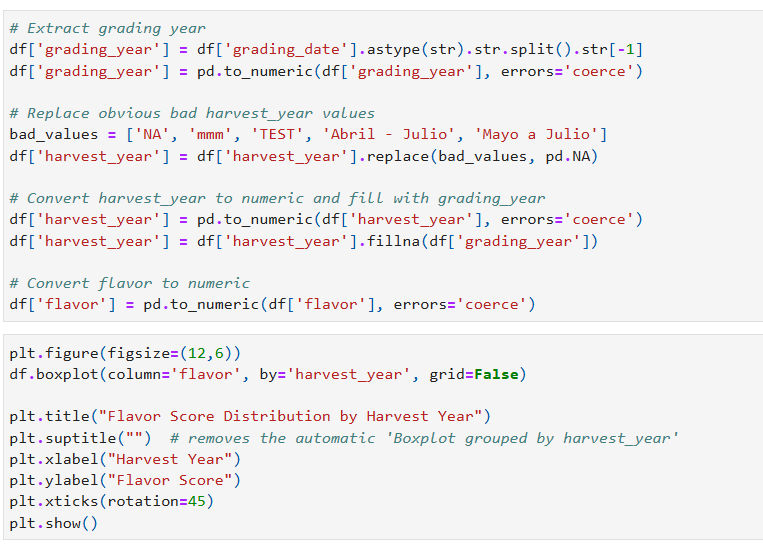 # Extract grading year
df['grading_year'] = df['grading_date'].astype(str).str.split().str[-1]
df['grading_year'] = pd.to_numeric(df['grading_year'], errors='coerce')
# Replace obvious bad harvest_year values
bad_values = ['NA', 'mmm', 'TEST', 'Abril - Julio', 'Mayo a Julio']
df['harvest_year'] = df['harvest_year'].replace(bad_values, pd.NA)
# Convert harvest_year to numeric and fill with grading_year
df['harvest_year'] = pd.to_numeric(df['harvest_year'], errors='coerce')
df['harvest_year'] = df['harvest_year'].fillna(df['grading_year'])
# Convert flavor to numeric
df['flavor'] = pd.to_numeric(df['flavor'], errors='coerce')
plt.figure(figsize=(12,6))
df.boxplot(column='flavor', by='harvest_year', grid=False)
plt.title("Flavor Score Distribution by Harvest Year")
plt.suptitle("")  # removes the automatic 'Boxplot grouped by harvest_year'
plt.xlabel("Harvest Year")
plt.ylabel("Flavor Score")
plt.xticks(rotation=45)
plt.show()